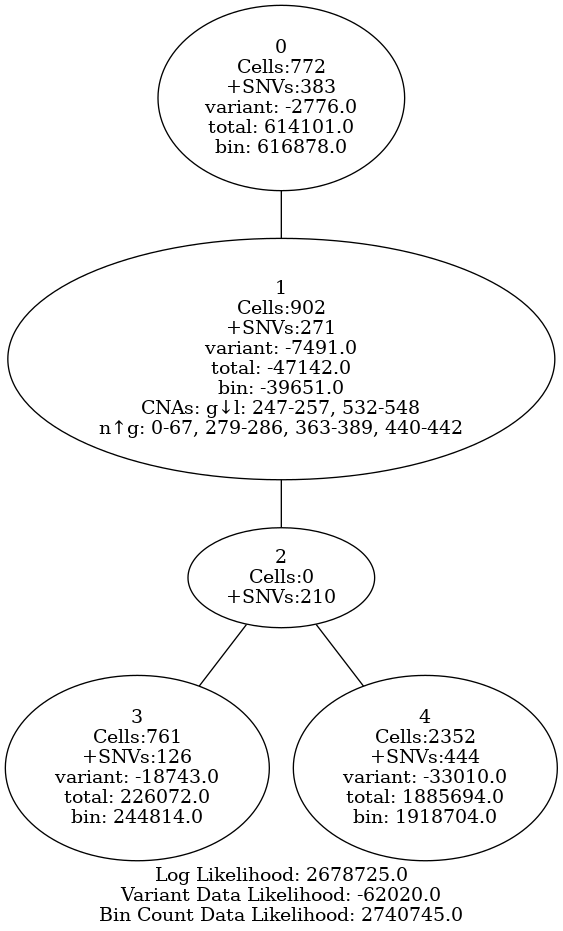 0
Cells:772
+SNVs:383
variant: -2776.0
total: 614101.0
bin: 616878.0
1
Cells:902
+SNVs:271
variant: -7491.0
total: -47142.0
bin: -39651.0
CNAs: g↓l: 247-257, 532-548
n↑g: 0-67, 279-286, 363-389, 440-442
2
Cells:0
+SNVs:210
3
Cells:761
+SNVs:126
variant: -18743.0
total: 226072.0
bin: 244814.0
4
Cells:2352
+SNVs:444
variant: -33010.0
total: 1885694.0
bin: 1918704.0
Log Likelihood: 2678725.0
Variant Data Likelihood: -62020.0
Bin Count Data Likelihood: 2740745.0